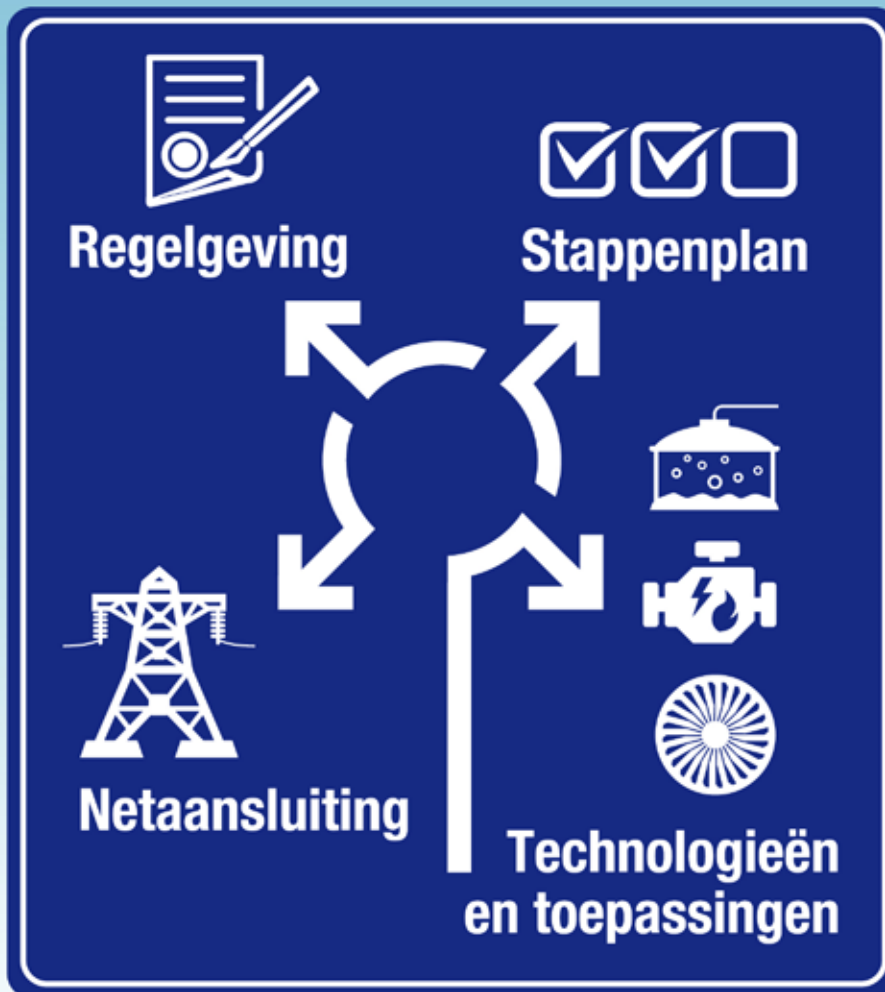 Regelgeving
Stappenplan
Netaansluiting
Technologieën
en toepassingen